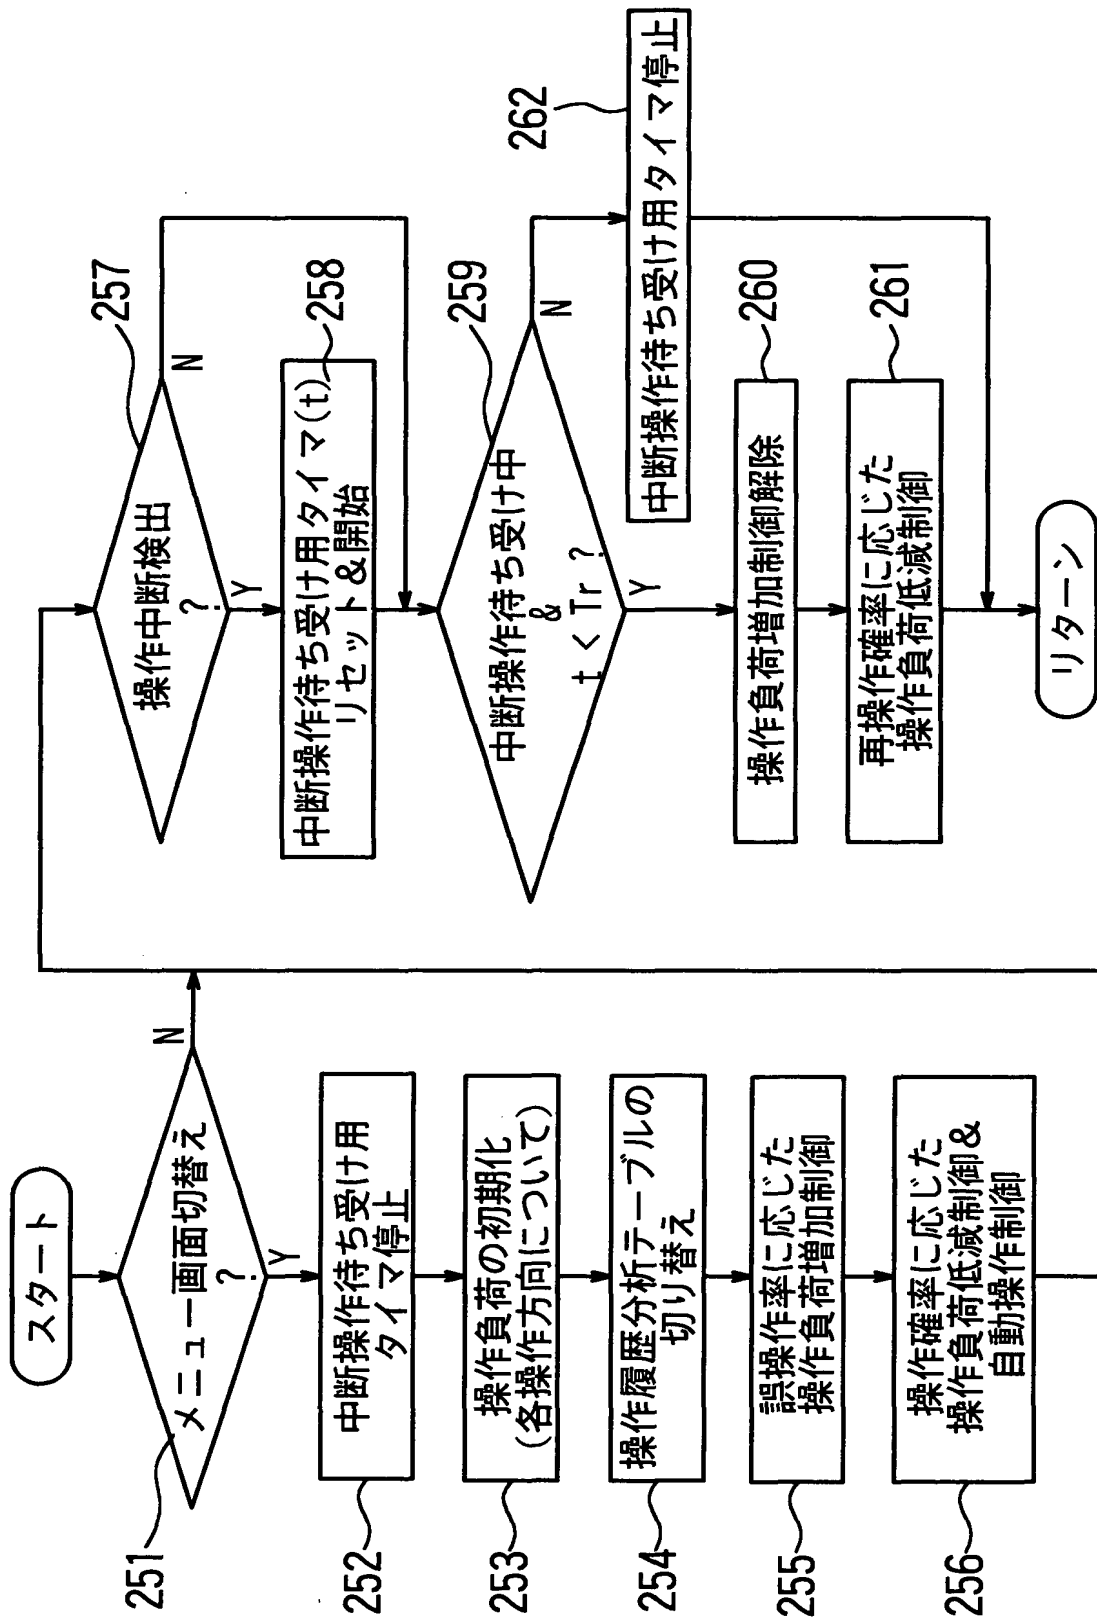 スタート
251
メニュー画面切替え
?
N
Y
252
中断操作待ち受け用
タイマ停止
253
操作負荷の初期化
(各操作方向について)
254
操作履歴分析テーブルの
切り替え
255
誤操作率に応じた
操作負荷増加制御
256
操作確率に応じた
操作負荷低減制御&
自動操作制御
257
操作中断検出
?
N
Y
258
中断操作待ち受け用タイマ(t)
リセット&開始
259
中断操作待ち受け中
&
t < Tr ?
N
Y
262
中断操作待ち受け用タイマ停止
260
操作負荷増加制御解除
261
再操作確率に応じた
操作負荷低減制御
リターン